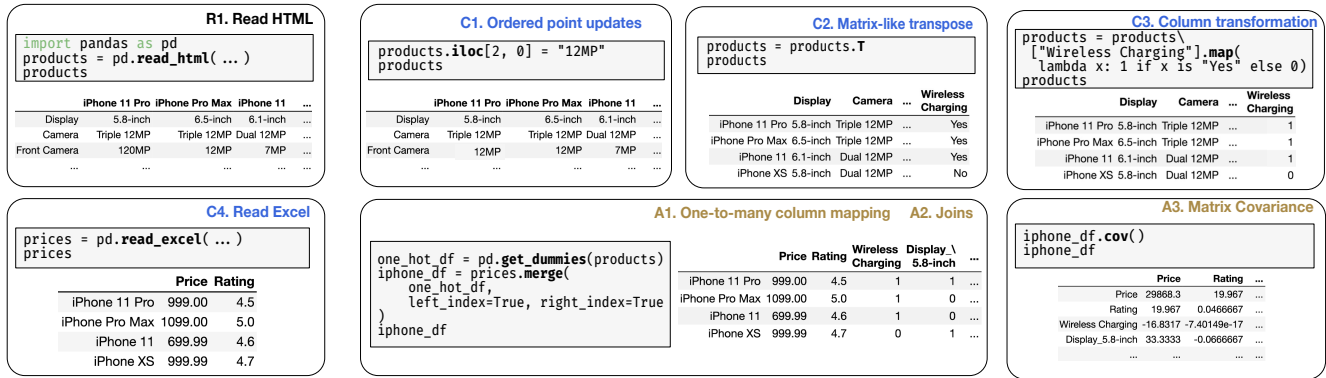 R1. Read HTML
import pandas as pd
products = pd.read_html( ... )
products
iPhone 11 Pro iPhone Pro Max iPhone 11 ...
Display 5.8-inch 6.5-inch 6.1-inch ...
Camera Triple 12MP Triple 12MP Dual 12MP ...
Front Camera 120MP 12MP 7MP ...
... ... ... ... ...
C1. Ordered point updates
products.iloc[2, 0] = "12MP"
products
iPhone 11 Pro iPhone Pro Max iPhone 11 ...
Display 5.8-inch 6.5-inch 6.1-inch ...
Camera Triple 12MP Triple 12MP Dual 12MP ...
Front Camera 12MP 12MP 7MP ...
... ... ... ... ...
C2. Matrix-like transpose
products = products.T
products
Display Camera ... Wireless
Charging
iPhone 11 Pro 5.8-inch Triple 12MP ... Yes
iPhone Pro Max 6.5-inch Triple 12MP ... Yes
iPhone 11 6.1-inch Dual 12MP ... Yes
iPhone XS 5.8-inch Dual 12MP ... No
C3. Column transformation
products = products\
["Wireless Charging"].map(
lambda x: 1 if x is "Yes" else 0)
products
Display Camera ... Wireless
Charging
iPhone 11 Pro 5.8-inch Triple 12MP ... 1
iPhone Pro Max 6.5-inch Triple 12MP ... 1
iPhone 11 6.1-inch Dual 12MP ... 1
iPhone XS 5.8-inch Dual 12MP ... 0
C4. Read Excel
prices = pd.read_excel( ... )
prices
Price Rating
iPhone 11 Pro 999.00 4.5
iPhone Pro Max 1099.00 5.0
iPhone 11 699.99 4.6
iPhone XS 999.99 4.7
A1. One-to-many column mapping A2. Joins
one_hot_df = pd.get_dummies(products)
iphone_df = prices.merge(
one_hot_df,
left_index=True, right_index=True
)
iphone_df
Price Rating Wireless Display_\
Charging 5.8-inch ...
iPhone 11 Pro 999.00 4.5 1 1 ...
iPhone Pro Max 1099.00 5.0 1 0 ...
iPhone 11 699.99 4.6 1 0 ...
iPhone XS 999.99 4.7 0 1 ...
A3. Matrix Covariance
iphone_df.cov()
iphone_df
Price Rating ...
Price 29868.3 19.967 ...
Rating 19.967 0.0466667 ...
Wireless Charging -16.8317 -7.40149e-17 ...
Display_5.8-inch 33.3333 -0.0666667 ...
... ... ... ...